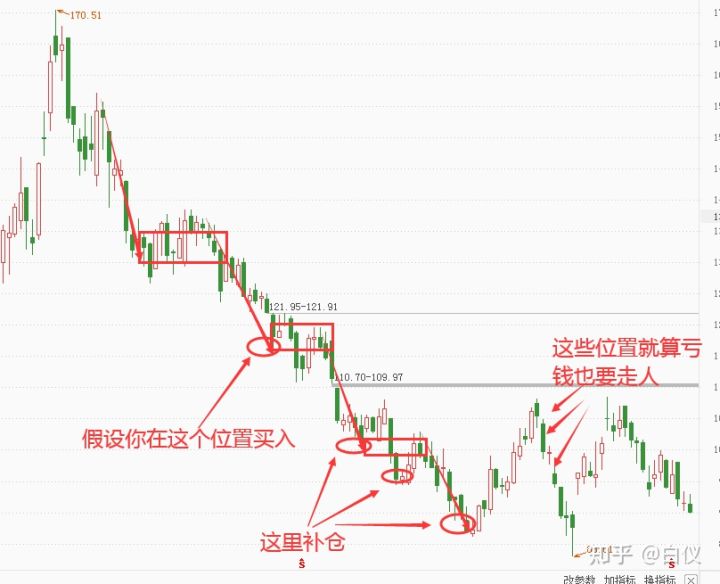 170.51
121.95-121.91
110.70-109.97
这些位置就算亏
钱也要走人
假设你在这个位置买入
这里补仓
知乎 @白仪
S
S
改参数 加指标 换指标